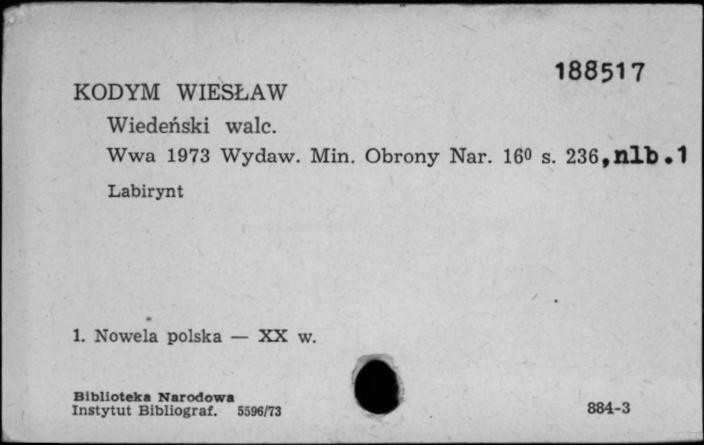 188517
KODYM WIESŁAW
Wiedeński walc.
Wwa 1973 Wydaw. Min. Obrony Nar. 16⁰ s. 236, nlb.1
Labirynt
1. Nowela polska — XX w.
Biblioteka Narodowa
Instytut Bibliograf. 5596/73
884-3